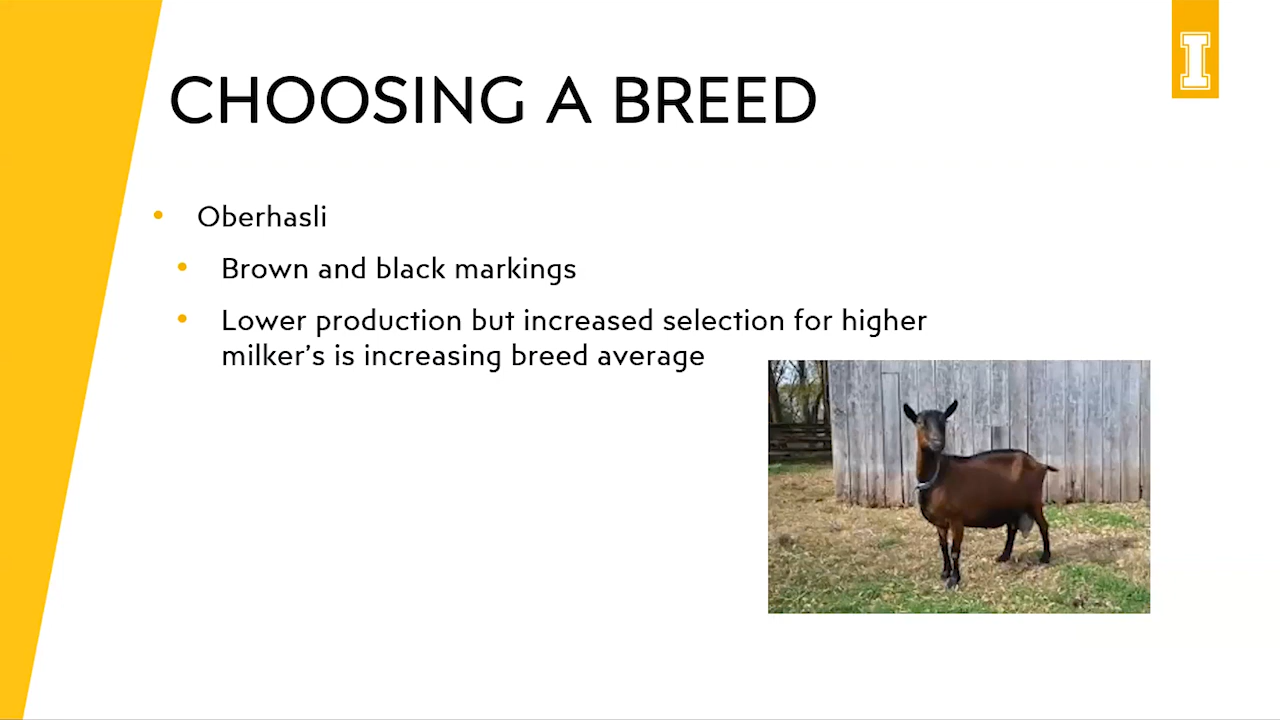 I
CHOOSING A BREED
• Oberhasli
• Brown and black markings
• Lower production but increased selection for higher
milker's is increasing breed average